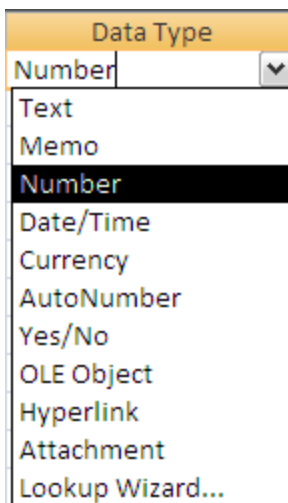 Data Type
Number
Text
Memo
Number
Date/Time
Currency
AutoNumber
Yes/No
OLE Object
Hyperlink
Attachment
Lookup Wizard...